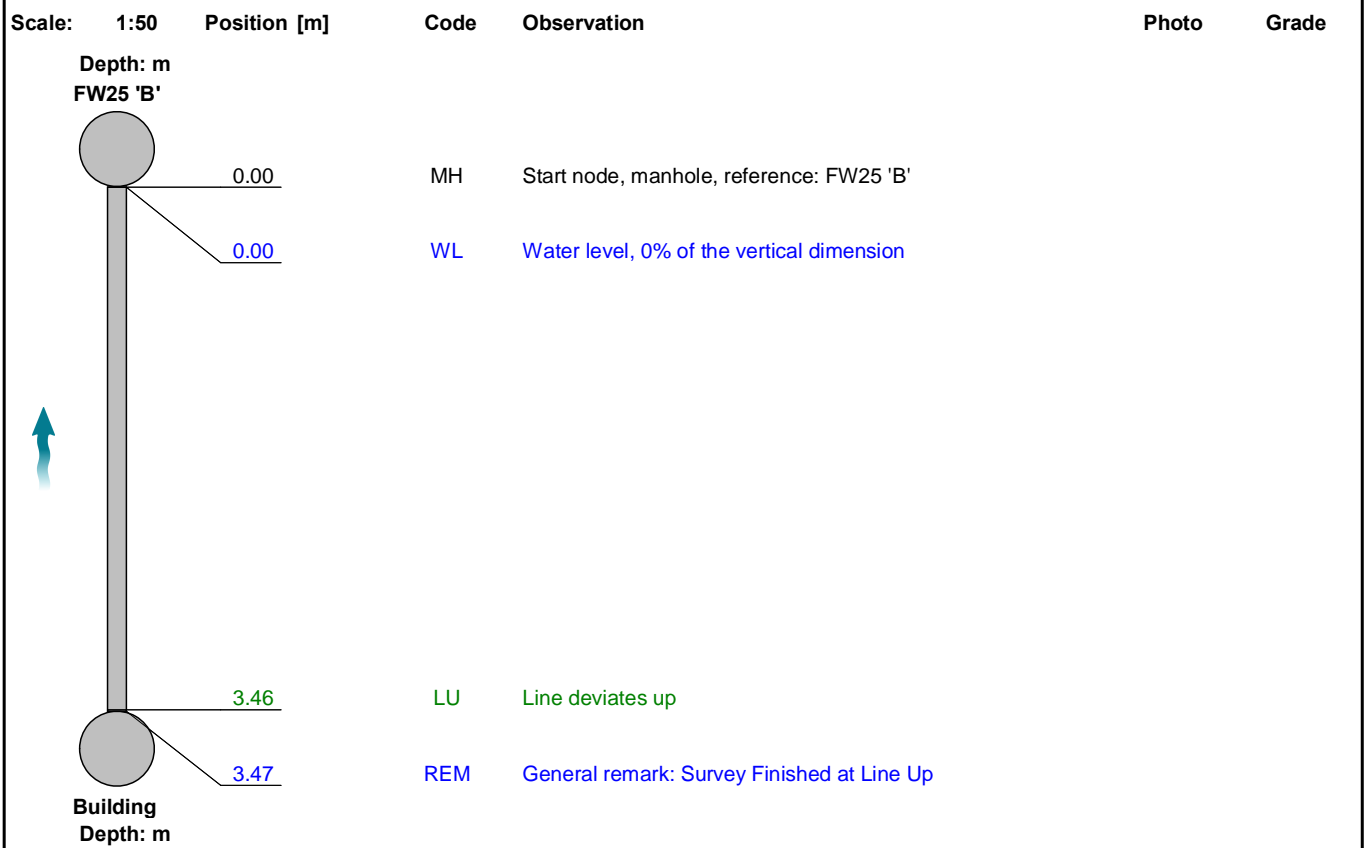 Scale: 1:50 Position [m] Code Observation Photo Grade
Depth: m
FW25 'B'
0.00 MH Start node, manhole, reference: FW25 'B'
0.00 WL Water level, 0% of the vertical dimension
3.46 LU Line deviates up
3.47 REM General remark: Survey Finished at Line Up
Building
Depth: m